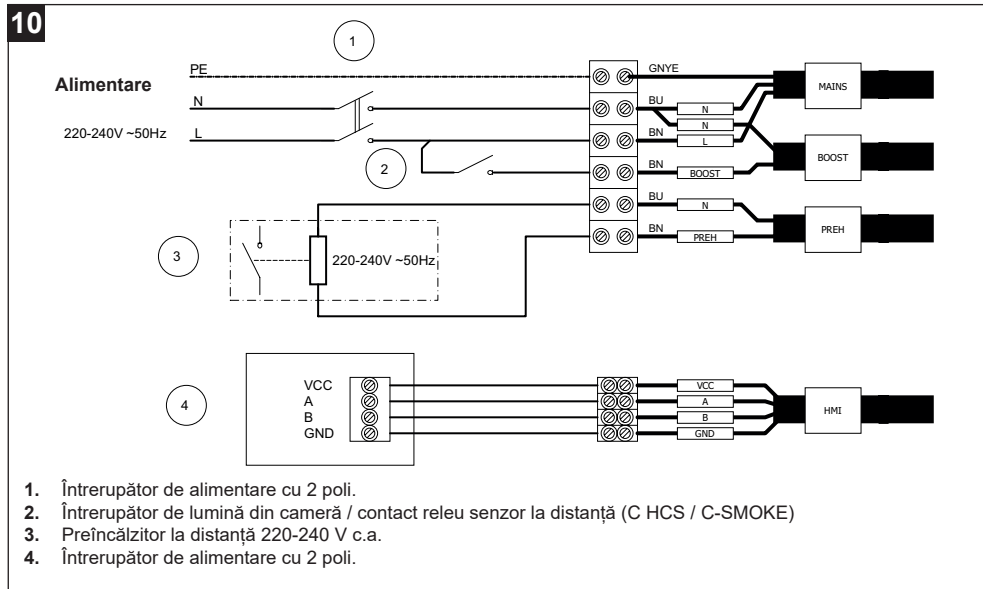 10
1
Alimentare
PE
GNYE
MAINS
N
BU
N
N
220-240V ~50Hz
L
BN
L
2
BN
BOOST
BOOST
BU
N
PREH
3
220-240V ~50Hz
BN
PREH
4
VCC
VCC
A
A
HMI
B
B
GND
GND
1. Întrerupător de alimentare cu 2 poli.
2. Întrerupător de lumină din cameră / contact releu senzor la distanță (C HCS / C-SMOKE)
3. Preîncălzitor la distanță 220-240 V c.a.
4. Întrerupător de alimentare cu 2 poli.